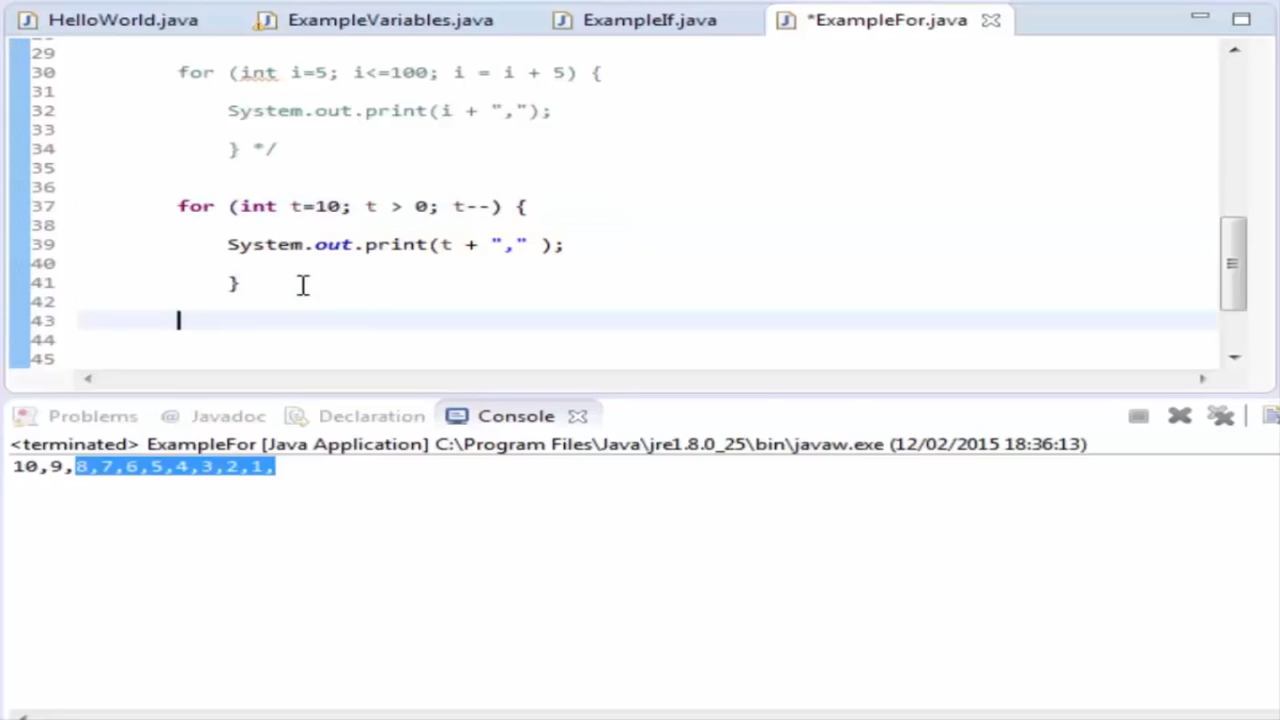 HelloWorld.java ExampleVariables.java ExampleIf.java *ExampleFor.java
29
30 for (int i=5; i<=100; i = i + 5) {
31
32 System.out.print(i + ",");
33
34 } */
35
36
37 for (int t=10; t > 0; t--) {
38
39 System.out.print(t + "," );
40
41 }
42
43
44
45
Problems @ Javadoc Declaration Console
<terminated> ExampleFor [Java Application] C:\Program Files\Java\jre1.8.0_25\bin\javaw.exe (12/02/2015 18:36:13)
10,9,8,7,6,5,4,3,2,1,